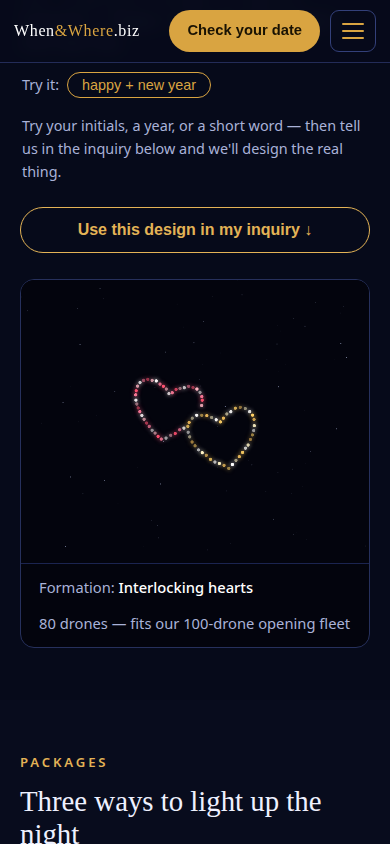 When&Where.biz
Check your date
Try it: happy + new year
Try your initials, a year, or a short word — then tell
us in the inquiry below and we'll design the real
thing.
Use this design in my inquiry ↓
Formation: Interlocking hearts
80 drones — fits our 100-drone opening fleet
PACKAGES
Three ways to light up the
night